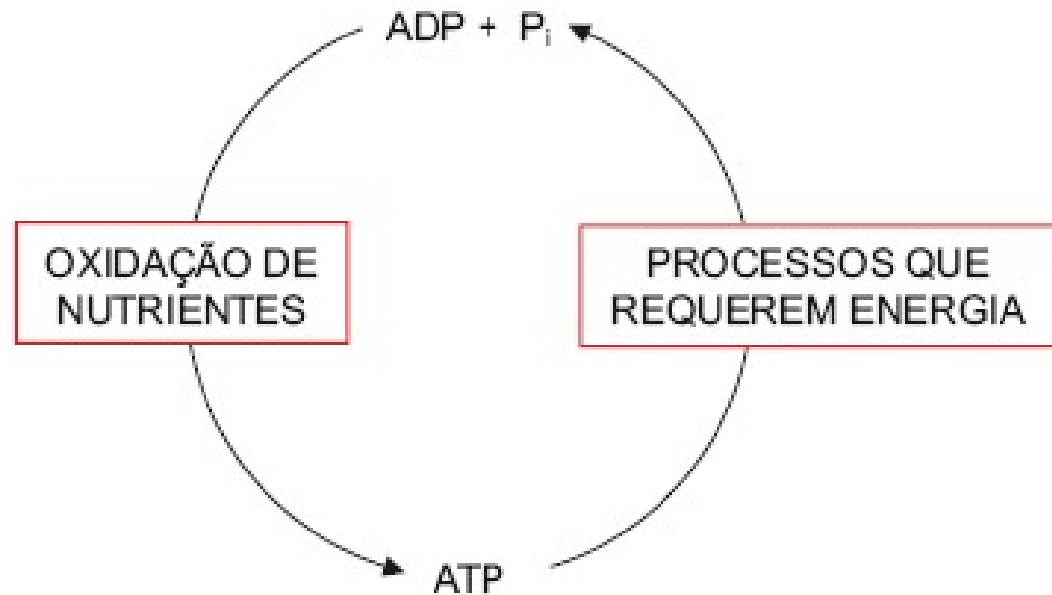 ADP + Pi
OXIDAÇÃO DE
NUTRIENTES
PROCESSOS QUE
REQUEREM ENERGIA
ATP